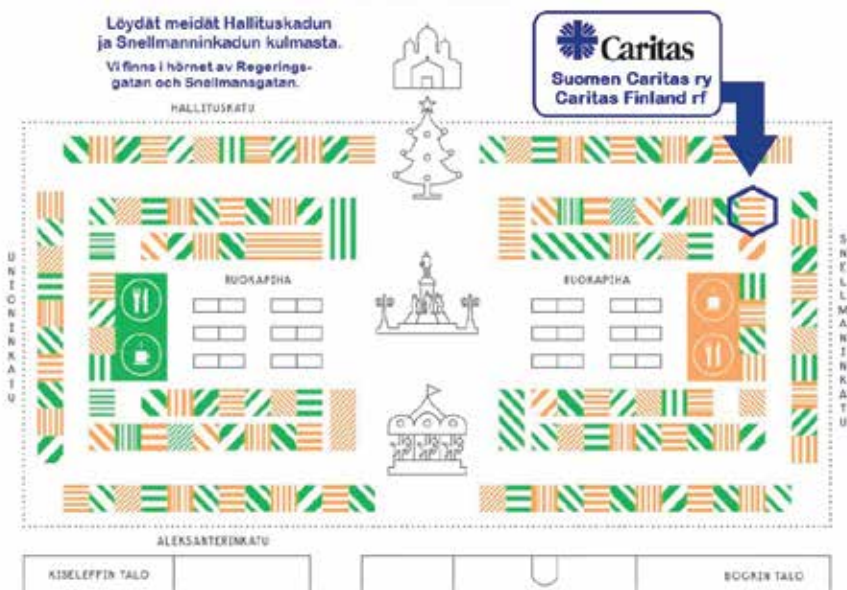 Löydät meidät Hallituskadun
ja Snellmanninkadun kulmasta.
Vi finns i hörnet av Regerings-
gatan och Snellmansgatan.
Caritas
Suomen Caritas ry
Caritas Finland rf
HALLITUSKATU
UNIONINKATU
SNELLMANINKATU
RUOKAPIHA
RUOKAPIHA
ALEKSANTERINKATU
KISELEFFIN TALO
BOCKIN TALO